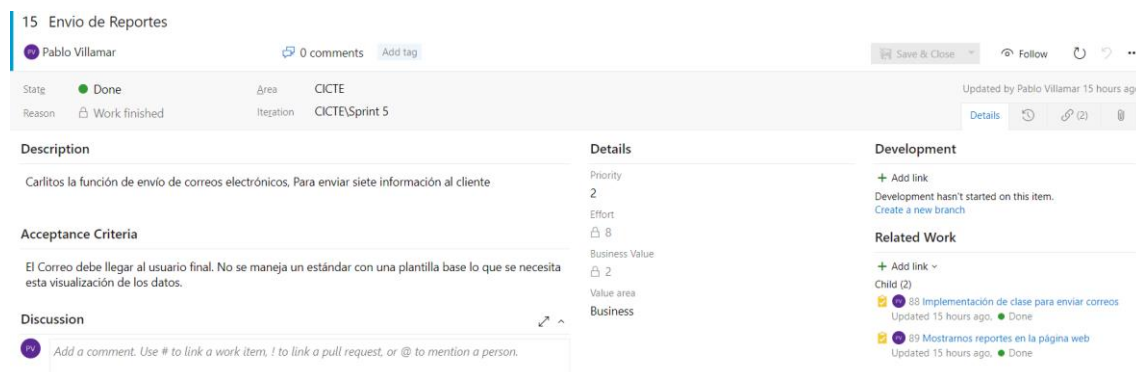 15 Envio de Reportes
PV Pablo Villamar
0 comments
Add tag
Save & Close
Follow
State
Done
Area
CICTE
Updated by Pablo Villamar 15 hours ago
Reason
Work finished
Iteration
CICTE\Sprint 5
Details
(2)
Description
Carlitos la función de envío de correos electrónicos, Para enviar siete información al cliente
Acceptance Criteria
El Correo debe llegar al usuario final. No se maneja un estándar con una plantilla base lo que se necesita
esta visualización de los datos.
Discussion
PV
Add a comment. Use # to link a work item, ! to link a pull request, or @ to mention a person.
Details
Priority
2
Effort
8
Business Value
2
Value area
Business
Development
+ Add link
Development hasn't started on this item.
Create a new branch
Related Work
+ Add link
Child (2)
PV 88 Implementación de clase para enviar correos
Updated 15 hours ago, Done
PV 89 Mostrarnos reportes en la página web
Updated 15 hours ago, Done